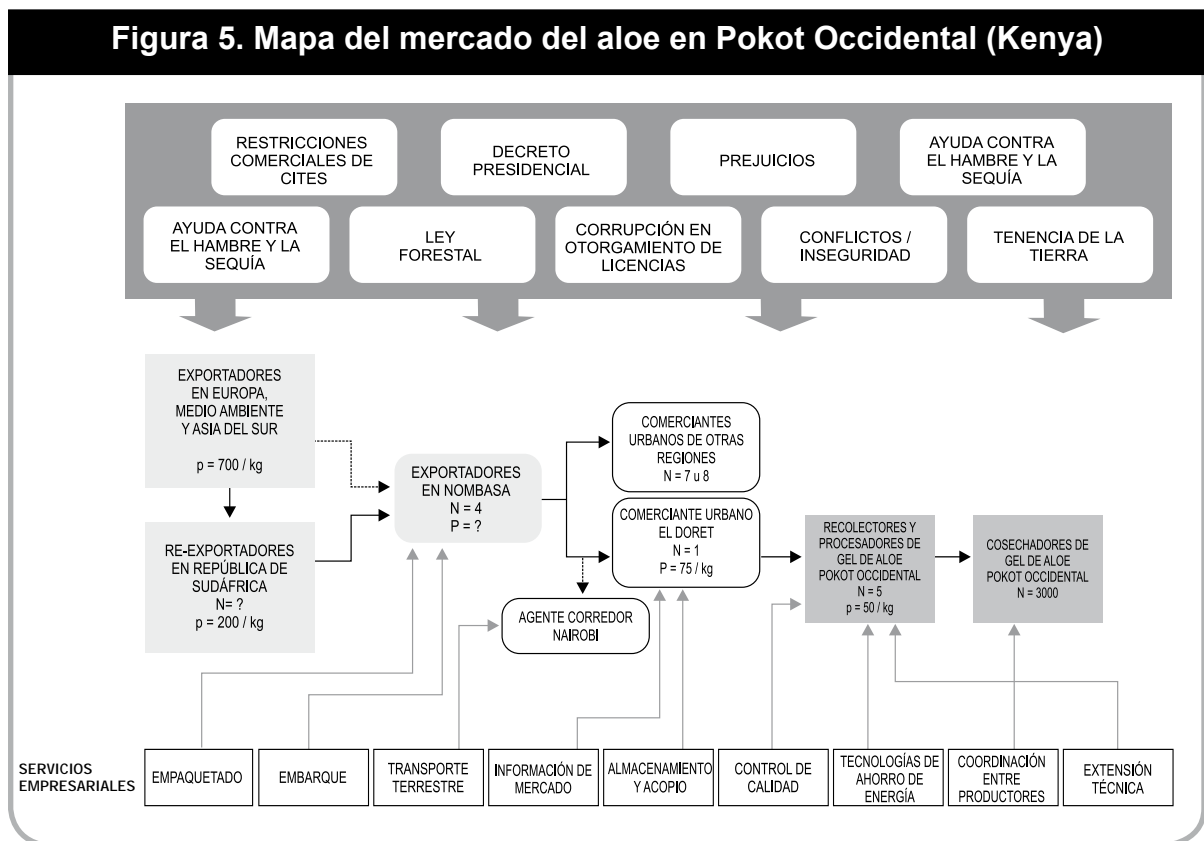 Figura 5. Mapa del mercado del aloe en Pokot Occidental (Kenya)
RESTRICCIONES
COMERCIALES DE
CITES
DECRETO
PRESIDENCIAL
PREJUICIOS
AYUDA CONTRA
EL HAMBRE Y LA
SEQUÍA
AYUDA CONTRA
EL HAMBRE Y LA
SEQUÍA
LEY
FORESTAL
CORRUPCIÓN EN
OTORGAMIENTO DE
LICENCIAS
CONFLICTOS /
INSEGURIDAD
TENENCIA DE LA
TIERRA
EXPORTADORES
EN EUROPA,
MEDIO AMBIENTE
Y ASIA DEL SUR
p = 700 / kg
RE-EXPORTADORES
EN REPÚBLICA DE
SUDÁFRICA
N= ?
p = 200 / kg
EXPORTADORES
EN NOMBASA
N = 4
P = ?
COMERCIANTES
URBANOS DE OTRAS
REGIONES
N = 7 u 8
COMERCIANTE URBANO
EL DORET
N = 1
P = 75 / kg
AGENTE CORREDOR
NAIROBI
RECOLECTORES Y
PROCESADORES DE
GEL DE ALOE
POKOT OCCIDENTAL
N = 5
p = 50 / kg
COSECHADORES DE
GEL DE ALOE
POKOT OCCIDENTAL
N = 3000
SERVICIOS
EMPRESARIALES
EMPAQUETADO
EMBARQUE
TRANSPORTE
TERRESTRE
INFORMACIÓN DE
MERCADO
ALMACENAMIENTO
Y ACOPIO
CONTROL DE
CALIDAD
TECNOLOGÍAS DE
AHORRO DE
ENERGÍA
COORDINACIÓN
ENTRE
PRODUCTORES
EXTENSIÓN
TÉCNICA